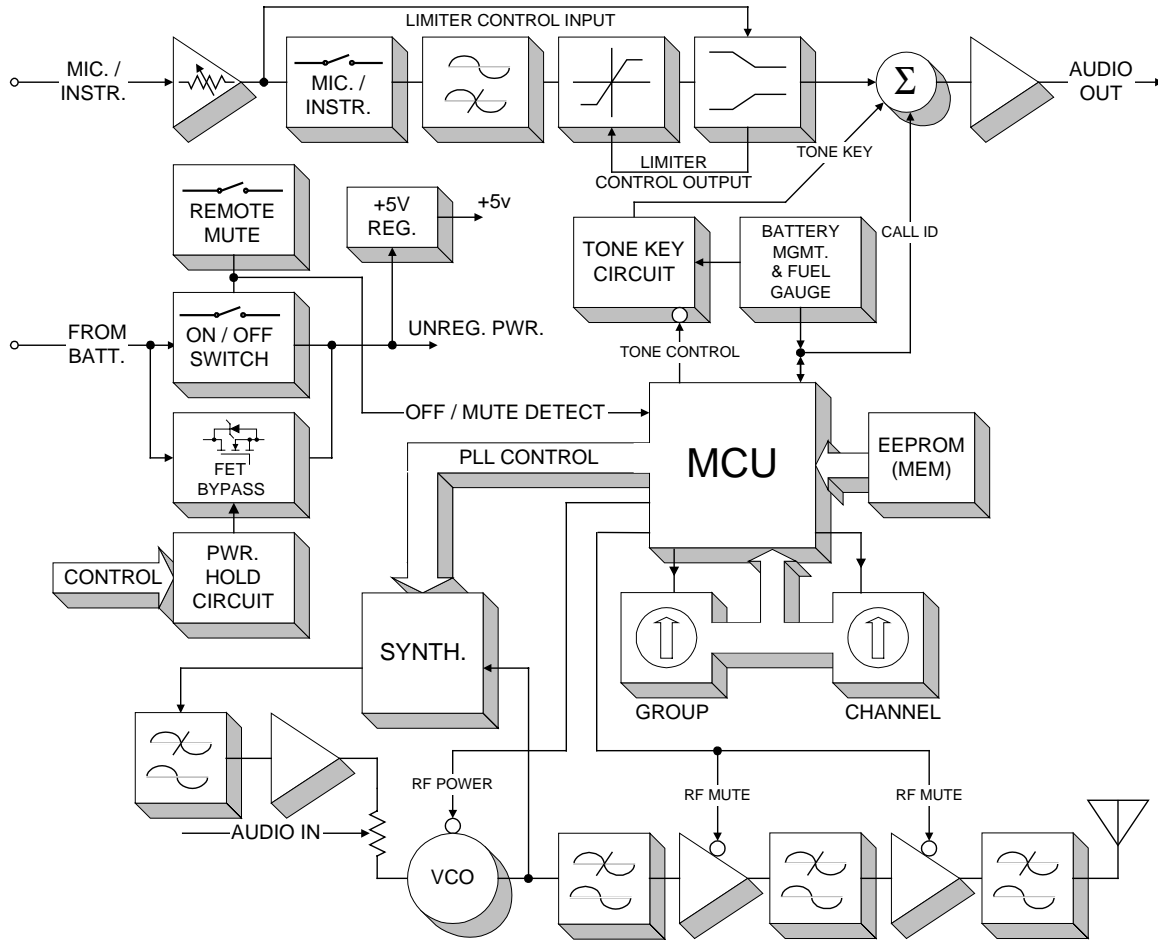 LIMITER CONTROL INPUT
MIC. /
INSTR.
MIC. /
INSTR.
Σ
AUDIO
OUT
LIMITER
CONTROL OUTPUT
TONE KEY
REMOTE
MUTE
+5V
REG.
+5v
TONE KEY
CIRCUIT
BATTERY
MGMT.
& FUEL
GAUGE
CALL ID
FROM
BATT.
ON / OFF
SWITCH
UNREG. PWR.
TONE CONTROL
OFF / MUTE DETECT
FET
BYPASS
PLL CONTROL
MCU
EEPROM
(MEM)
CONTROL
PWR.
HOLD
CIRCUIT
SYNTH.
GROUP
CHANNEL
RF POWER
RF MUTE
RF MUTE
AUDIO IN
VCO